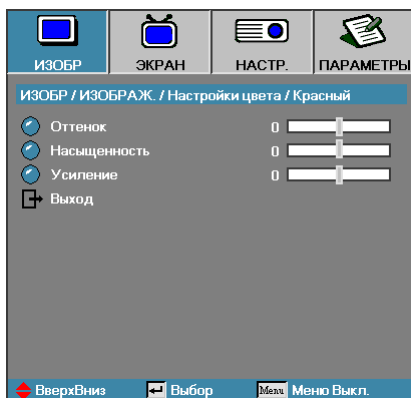 ИЗОБР ЭКРАН НАСТР. ПАРАМЕТРЫ
ИЗОБР / ИЗОБРАЖ. / Настройки цвета / Красный
Оттенок 0
Насыщенность 0
Усиление 0
Выход
ВверхВниз Выбор Menu Меню Выкл.